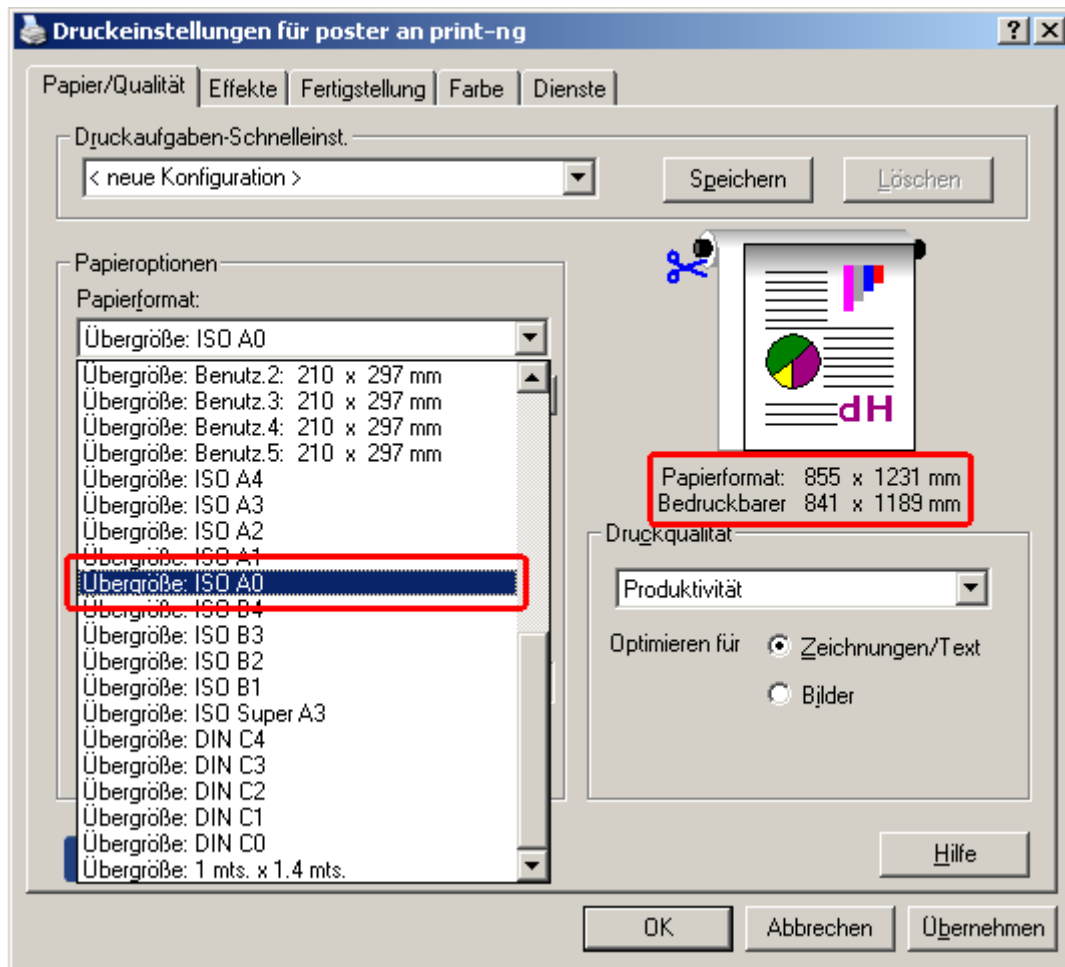 Druckeinstellungen für poster an print-ng
Papier/Qualität Effekte Fertigstellung Farbe Dienste
Druckaufgaben-Schnelleinst.
< neue Konfiguration >
Speichern Löschen
Papieroptionen
Papierformat:
Übergröße: ISO A0
Übergröße: Benutz.2: 210 x 297 mm
Übergröße: Benutz.3: 210 x 297 mm
Übergröße: Benutz.4: 210 x 297 mm
Übergröße: Benutz.5: 210 x 297 mm
Übergröße: ISO A4
Übergröße: ISO A3
Übergröße: ISO A2
Übergröße: ISO A1
Übergröße: ISO A0
Übergröße: ISO B4
Übergröße: ISO B3
Übergröße: ISO B2
Übergröße: ISO B1
Übergröße: ISO Super A3
Übergröße: DIN C4
Übergröße: DIN C3
Übergröße: DIN C2
Übergröße: DIN C1
Übergröße: DIN C0
Übergröße: 1 mts. x 1.4 mts.
HP
Papierformat: 855 x 1231 mm
Bedruckbarer 841 x 1189 mm
Druckqualität
Produktivität
Optimieren für Zeichnungen/Text
Bilder
Hilfe
OK Abbrechen Übernehmen